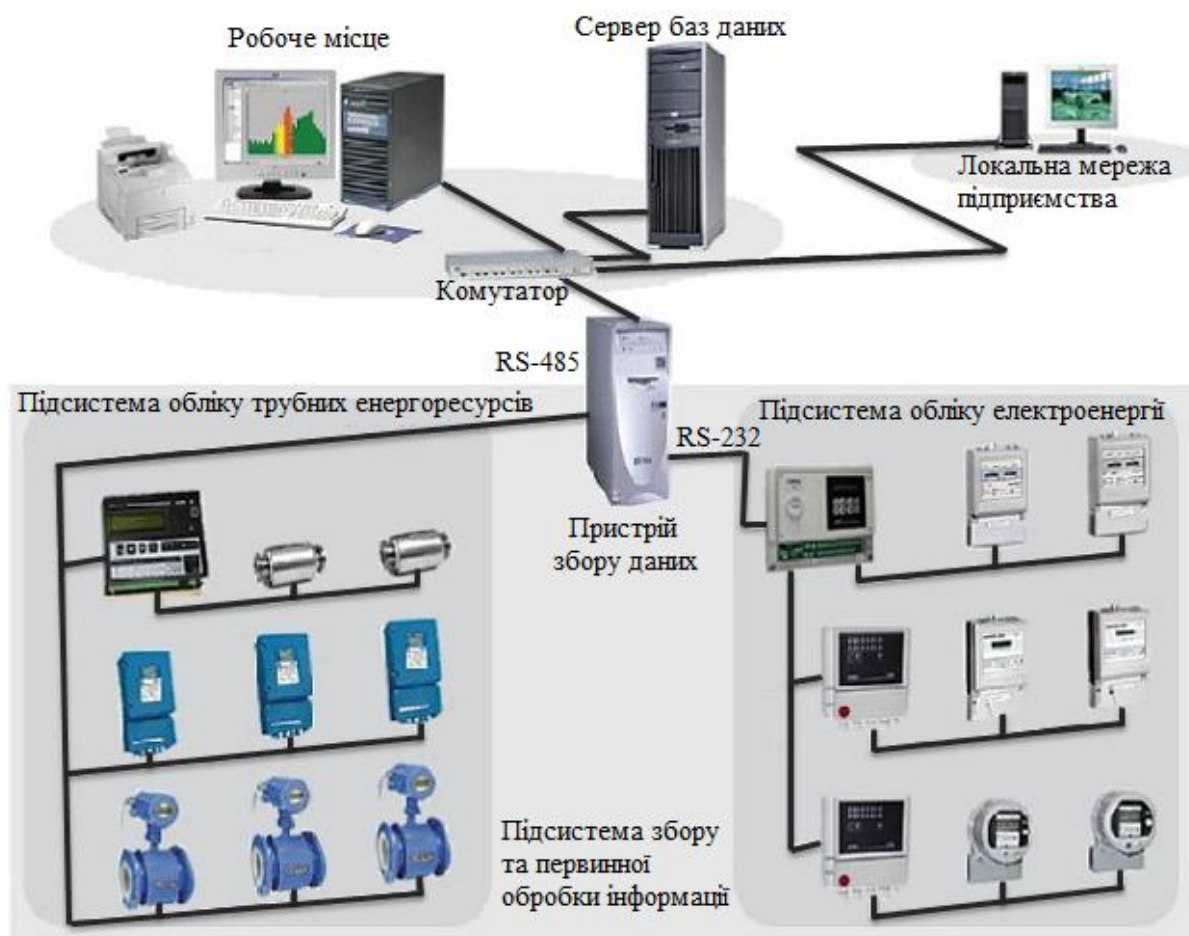 Робоче місце
Сервер баз даних
Локальна мережа
підприємства
Комутатор
RS-485
Підсистема обліку трубних енергоресурсів
Підсистема обліку електроенергії
RS-232
Пристрій
збору даних
Підсистема збору
та первинної
обробки інформації